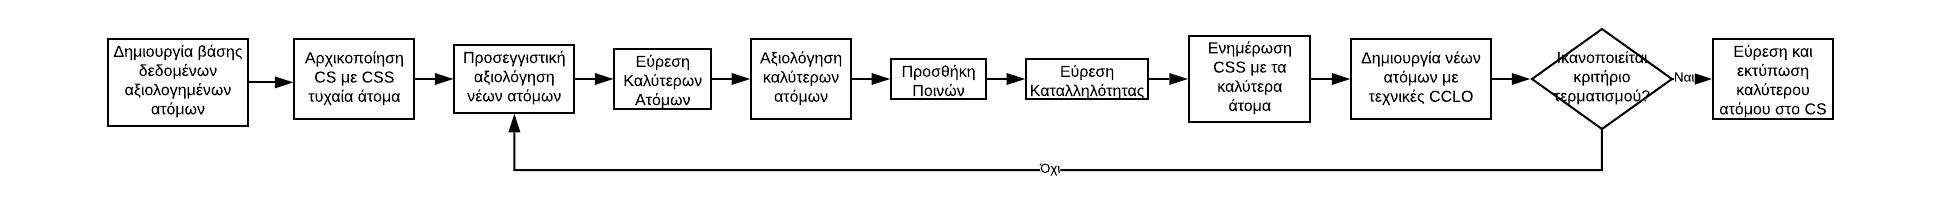 Δημιουργία βάσης
δεδομένων
αξιολογημένων
ατόμων
Αρχικοποίηση
CS με CSS
τυχαία άτομα
Προσεγγιστική
αξιολόγηση
νέων ατόμων
Εύρεση
Καλύτερων
Ατόμων
Αξιολόγηση
καλύτερων
ατόμων
Προσθήκη
Ποινών
Εύρεση
Καταλληλότητας
Ενημέρωση
CSS με τα
καλύτερα
άτομα
Δημιουργία νέων
ατόμων με
τεχνικές CCLO
Ικανοποιείται
κριτήριο
τερματισμού?
Ναι
Εύρεση και
εκτύπωση
καλύτερου
ατόμου στο CS
Όχι